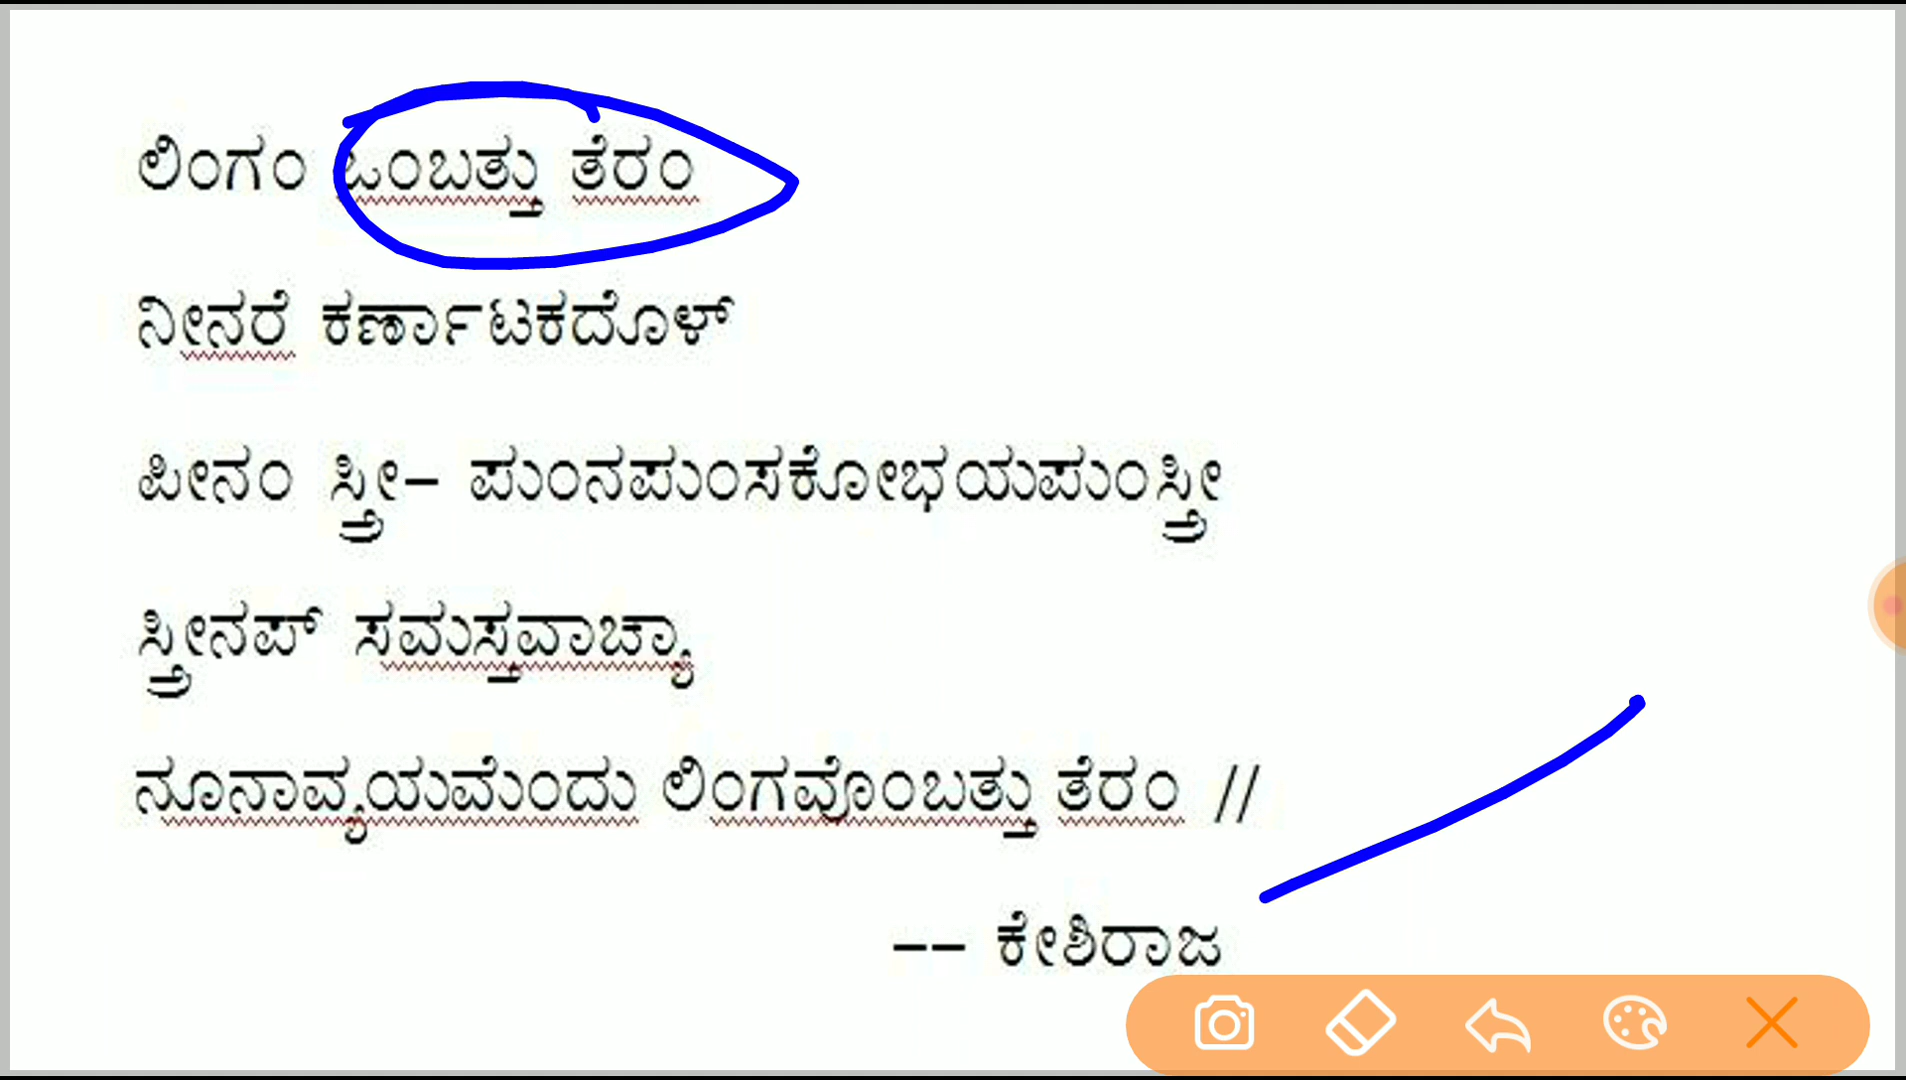 ಲಿಂಗಂ ಒಂಬತ್ತು ತೆರಂ
ನೀನರೆ ಕರ್ಣಾಟಕದೊಳ್
ಪೀನಂ ಸ್ತ್ರೀ– ಪುಂನಪುಂಸಕೋಭಯಪುಂಸ್ತ್ರೀ
ಸ್ತ್ರೀನಪ್ ಸಮಸ್ತವಾಚ್ಯಾ
ನೂನಾವ್ಯಯಮೆಂದು ಲಿಂಗವೊಂಬತ್ತು ತೆರಂ //
-- ಕೇಶಿರಾಜ